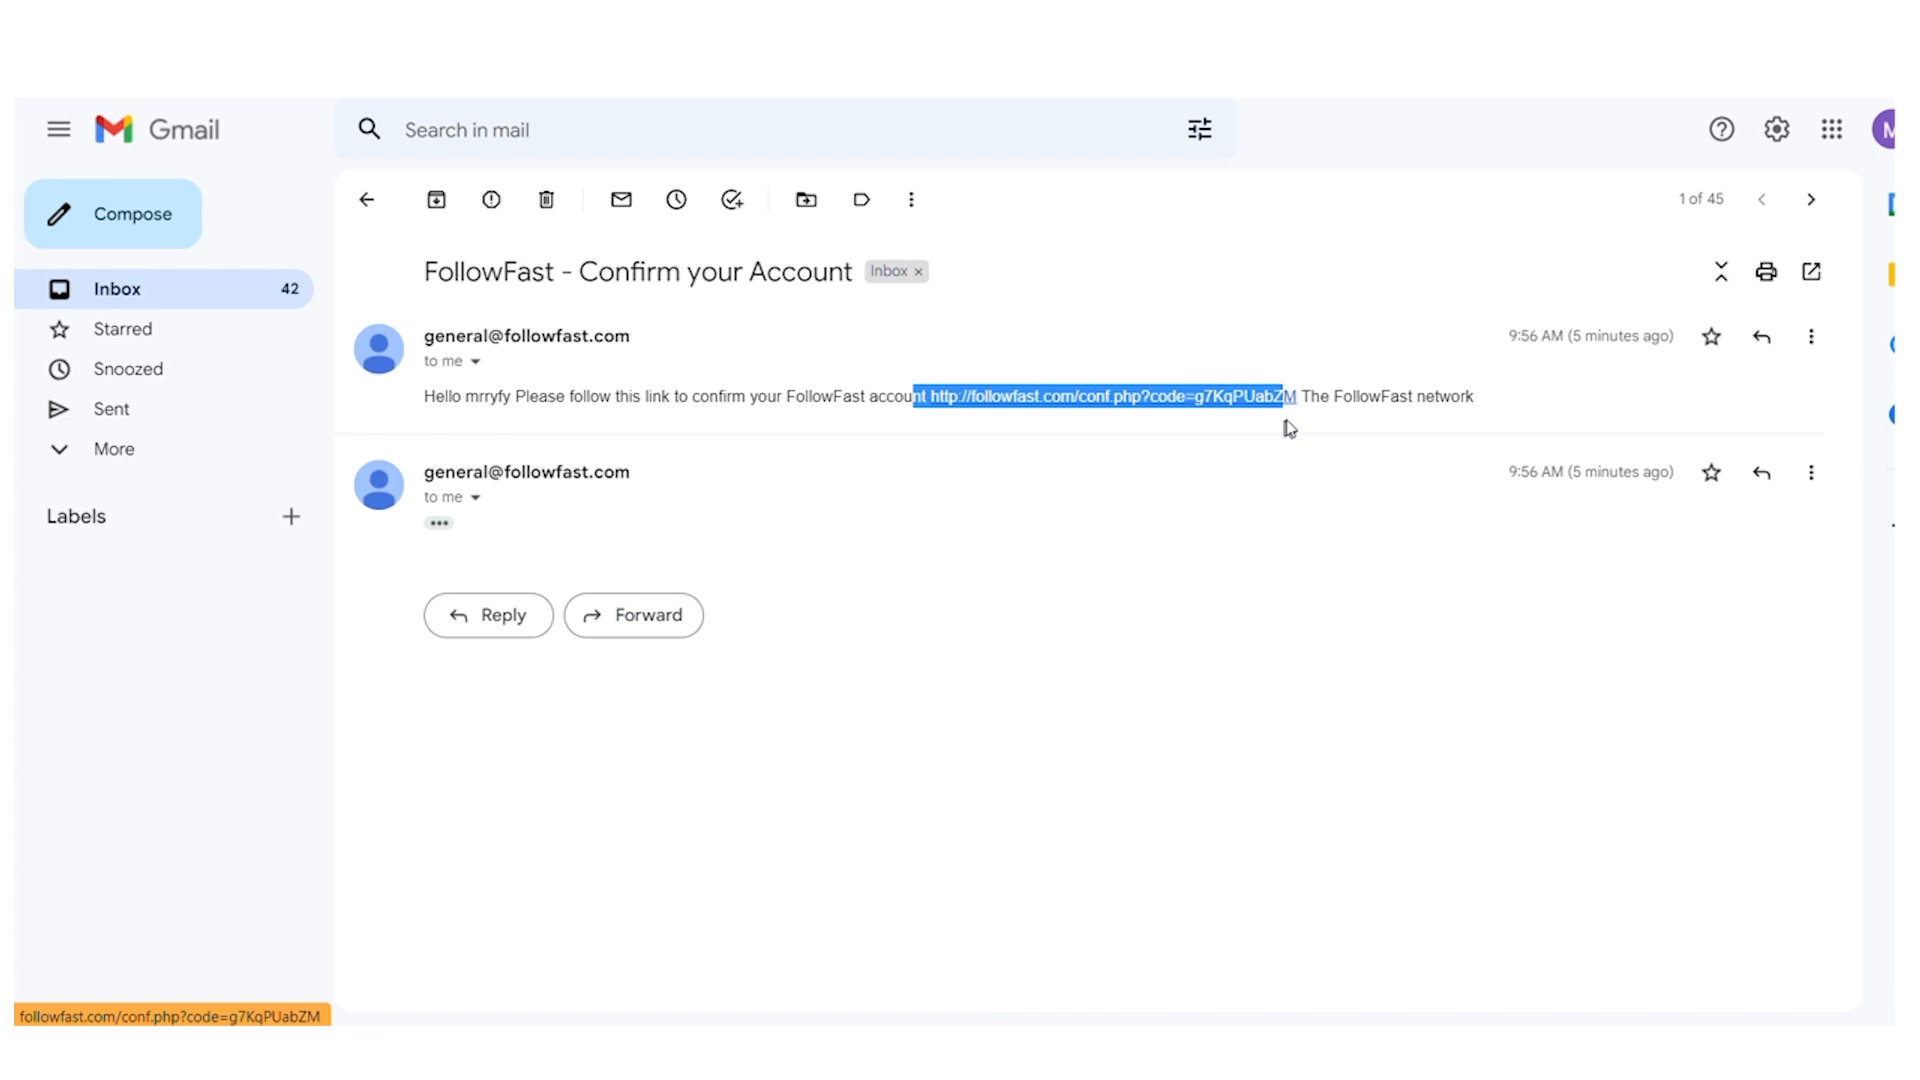 Gmail
Search in mail
M
Compose
1 of 45
Inbox 42
Starred
Snoozed
Sent
More
Labels
FollowFast - Confirm your Account Inbox ×
general@followfast.com 9:56 AM (5 minutes ago)
to me
Hello mrryfy Please follow this link to confirm your FollowFast account http://followfast.com/conf.php?code=g7KqPUabZM The FollowFast network
general@followfast.com 9:56 AM (5 minutes ago)
to me
Reply Forward
followfast.com/conf.php?code=g7KqPUabZM